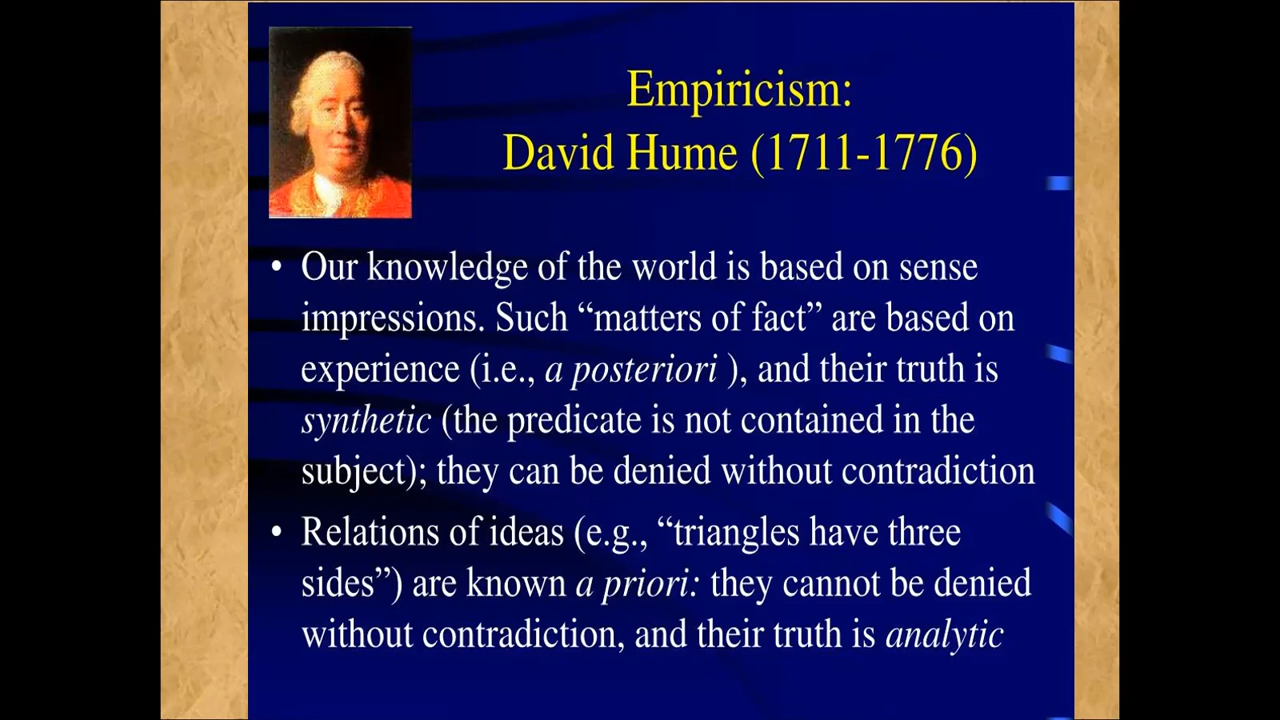 Empiricism:
David Hume (1711-1776)
• Our knowledge of the world is based on sense
impressions. Such “matters of fact” are based on
experience (i.e., a posteriori ), and their truth is
synthetic (the predicate is not contained in the
subject); they can be denied without contradiction
• Relations of ideas (e.g., “triangles have three
sides”) are known a priori: they cannot be denied
without contradiction, and their truth is analytic